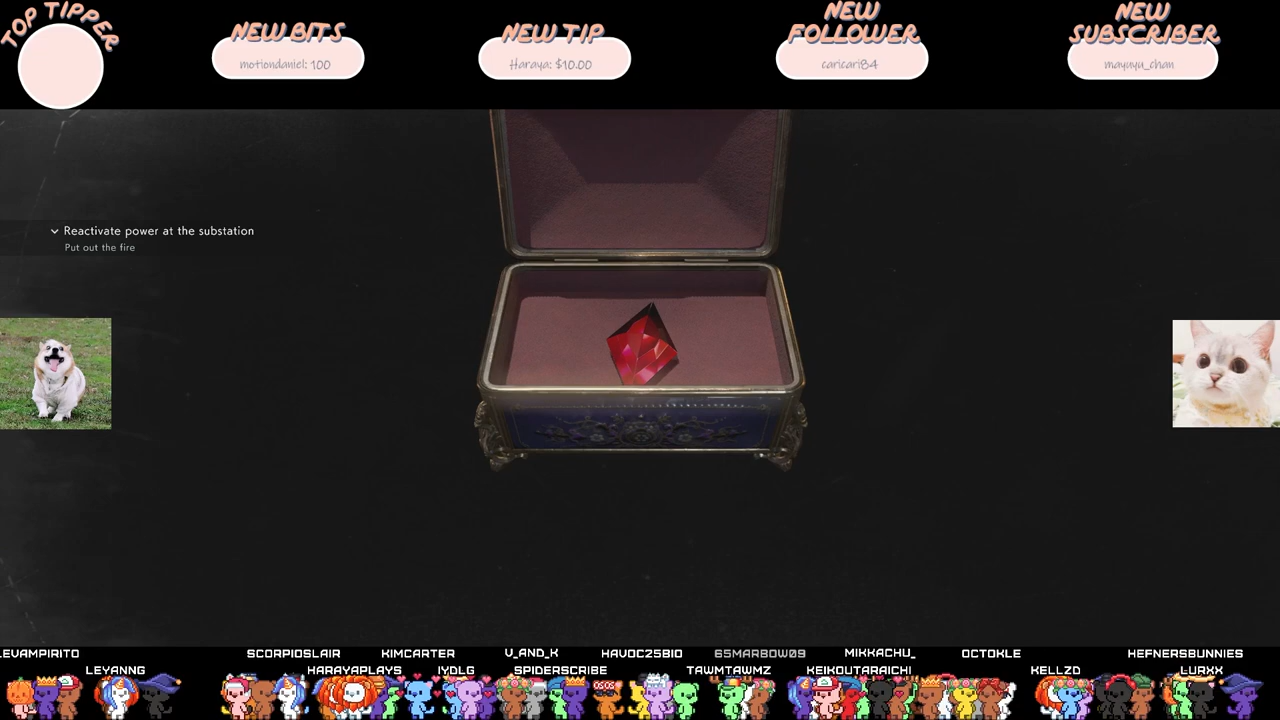 TOP TIPPER
NEW BITS
motiondaniel: 100
NEW TIP
Haraya: $10.00
NEW
FOLLOWER
caricari84
NEW
SUBSCRIBER
mayuyu_chan
Reactivate power at the substation
Put out the fire
LEVAMPIRITO
SCORPIOSLAIR
KIMCARTER
V_AND_K
HAVOC25BIO
65MARBOW09
MIKKACHU_
OCTOKLE
HEFNERSBUNNIES
LEYANNG
HARAYAPLAYS
IYDLG
SPIDERSCRIBE
TAWMTAWMZ
KEIKOUTARAICHI
KELLZD
LURXX